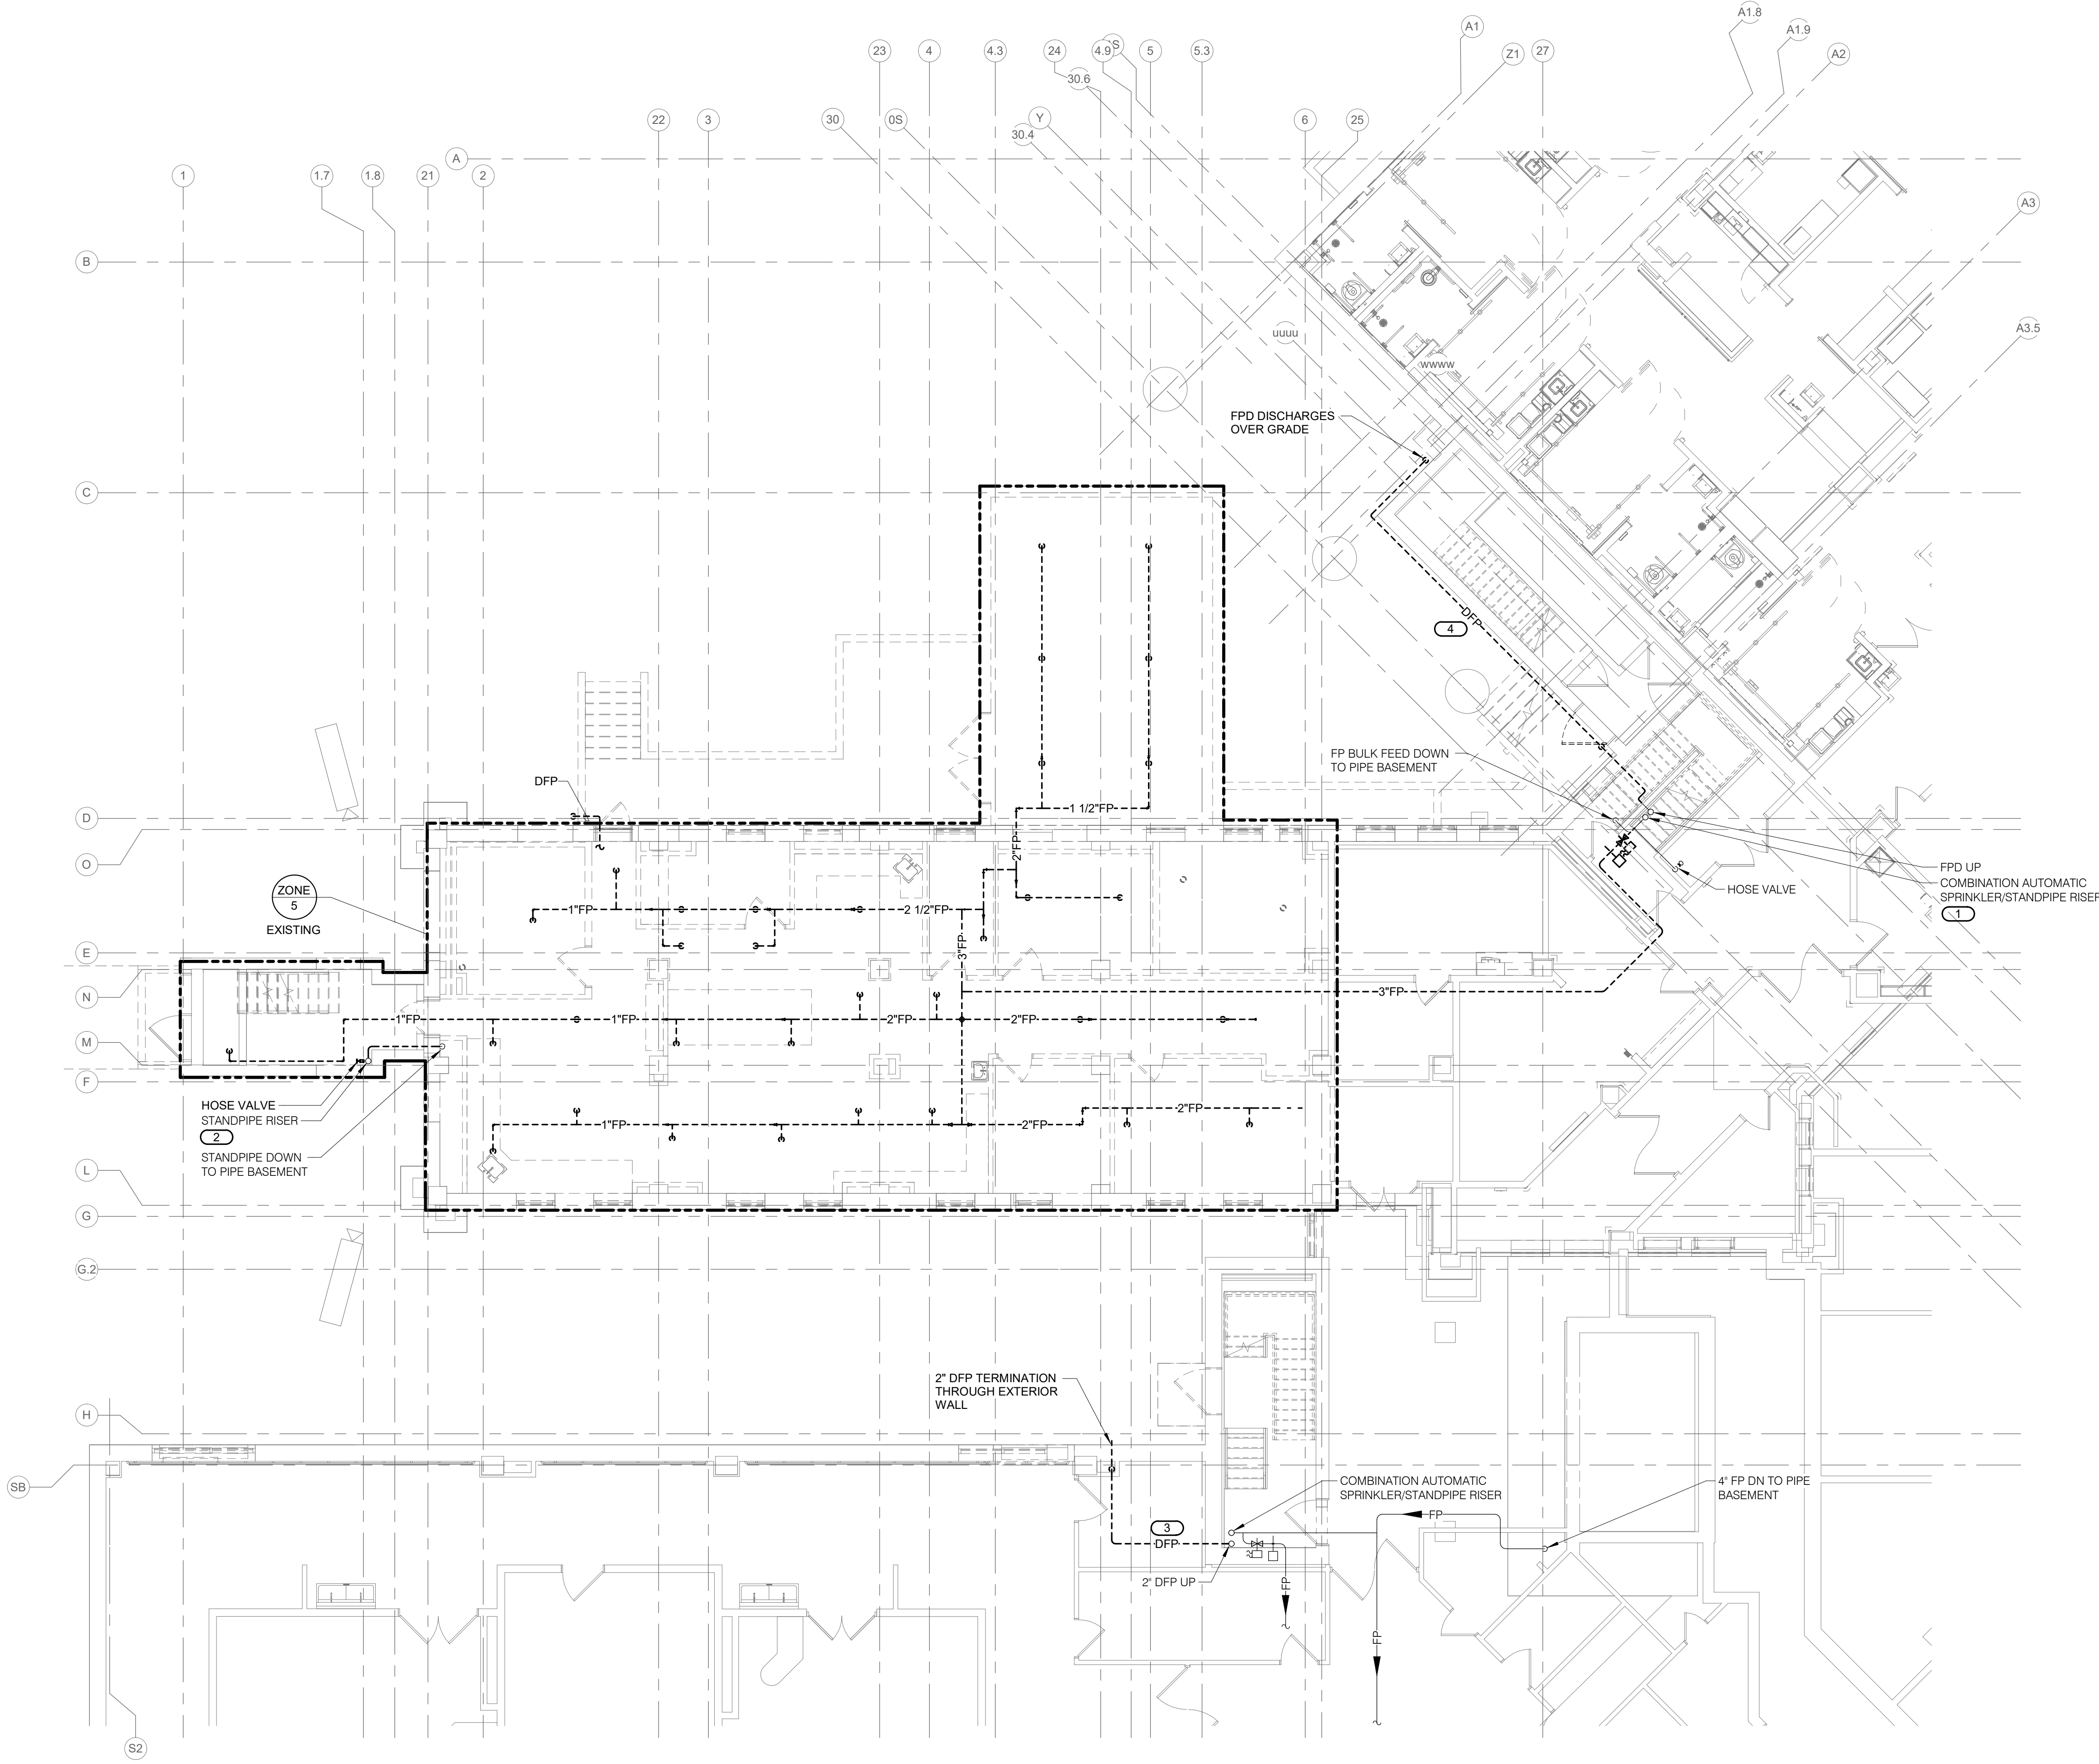 A1.8
A1
A1.9
Z1
A2
23
4
4.3
24
4.9
5
5.3
27
30.6
22
3
30
0S
30.4
Y
6
25
A
1
1.7
1.8
21
2
A3
B
A3.5
uuuu
wwww
FPD DISCHARGES
OVER GRADE
C
DFP
4
FP BULK FEED DOWN
TO PIPE BASEMENT
DFP
1 1/2"FP
D
2"FP
O
FPD UP
COMBINATION AUTOMATIC
SPRINKLER/STANDPIPE RISER
1
HOSE VALVE
ZONE
5
EXISTING
1"FP
2 1/2"FP
3"FP
E
N
3"FP
1"FP
1"FP
2"FP
2"FP
M
F
HOSE VALVE
STANDPIPE RISER
2
STANDPIPE DOWN
TO PIPE BASEMENT
1"FP
2"FP
2"FP
L
G
G.2
2" DFP TERMINATION
THROUGH EXTERIOR
WALL
H
SB
COMBINATION AUTOMATIC
SPRINKLER/STANDPIPE RISER
4" FP DN TO PIPE
BASEMENT
FP
3
DFP
2" DFP UP
FP
FP
S2